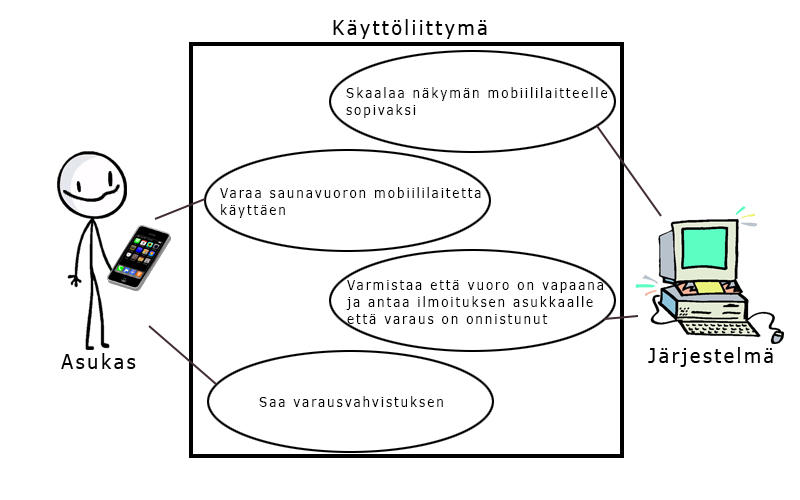 Käyttöliittymä
Skaalaa näkymän mobiililaitteelle
sopivaksi
Varaa saunavuoron mobiililaitetta
käyttäen
Varmistaa että vuoro on vapaana
ja antaa ilmoituksen asukkaalle
että varaus on onnistunut
Saa varausvahvistuksen
Asukas
Järjestelmä